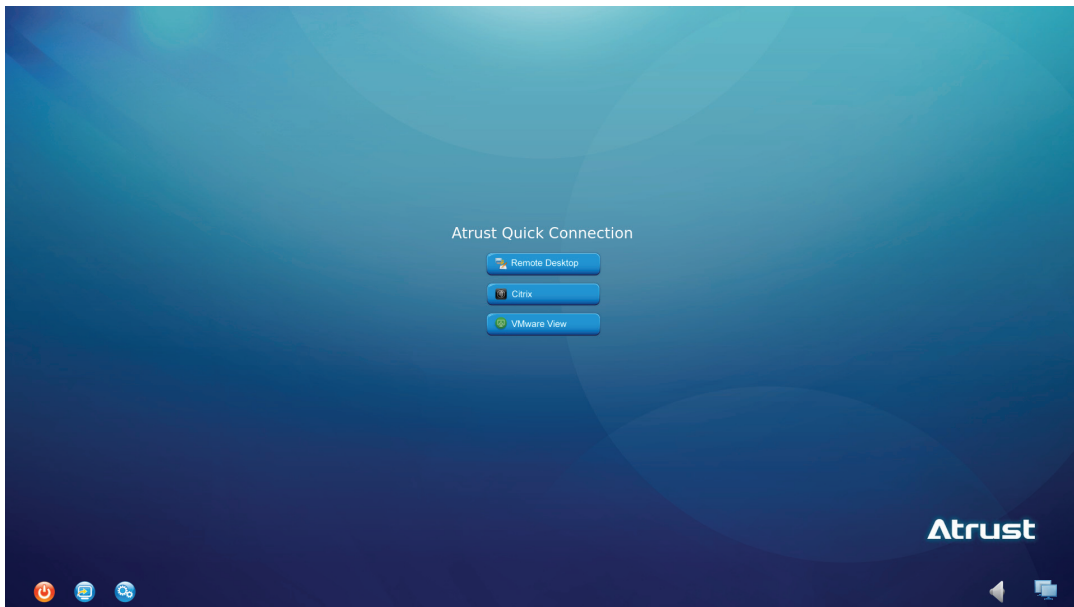 Atrust Quick Connection
Remote Desktop
Citrix
VMware View
Atrust